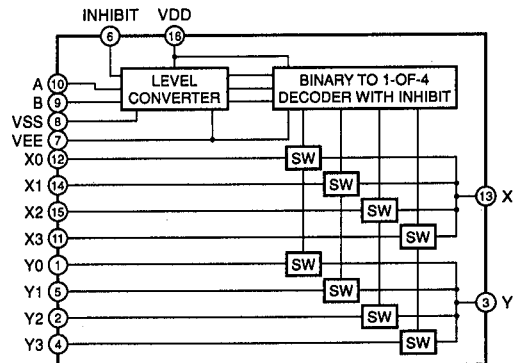 INHIBIT VDD
6 16
A 10 LEVEL CONVERTER BINARY TO 1-OF-4 DECODER WITH INHIBIT
B 9
VSS 8
VEE 7
X0 12 SW
X1 14 SW 13 X
X2 15 SW
X3 11 SW
Y0 1 SW
Y1 5 SW 3 Y
Y2 2 SW
Y3 4 SW